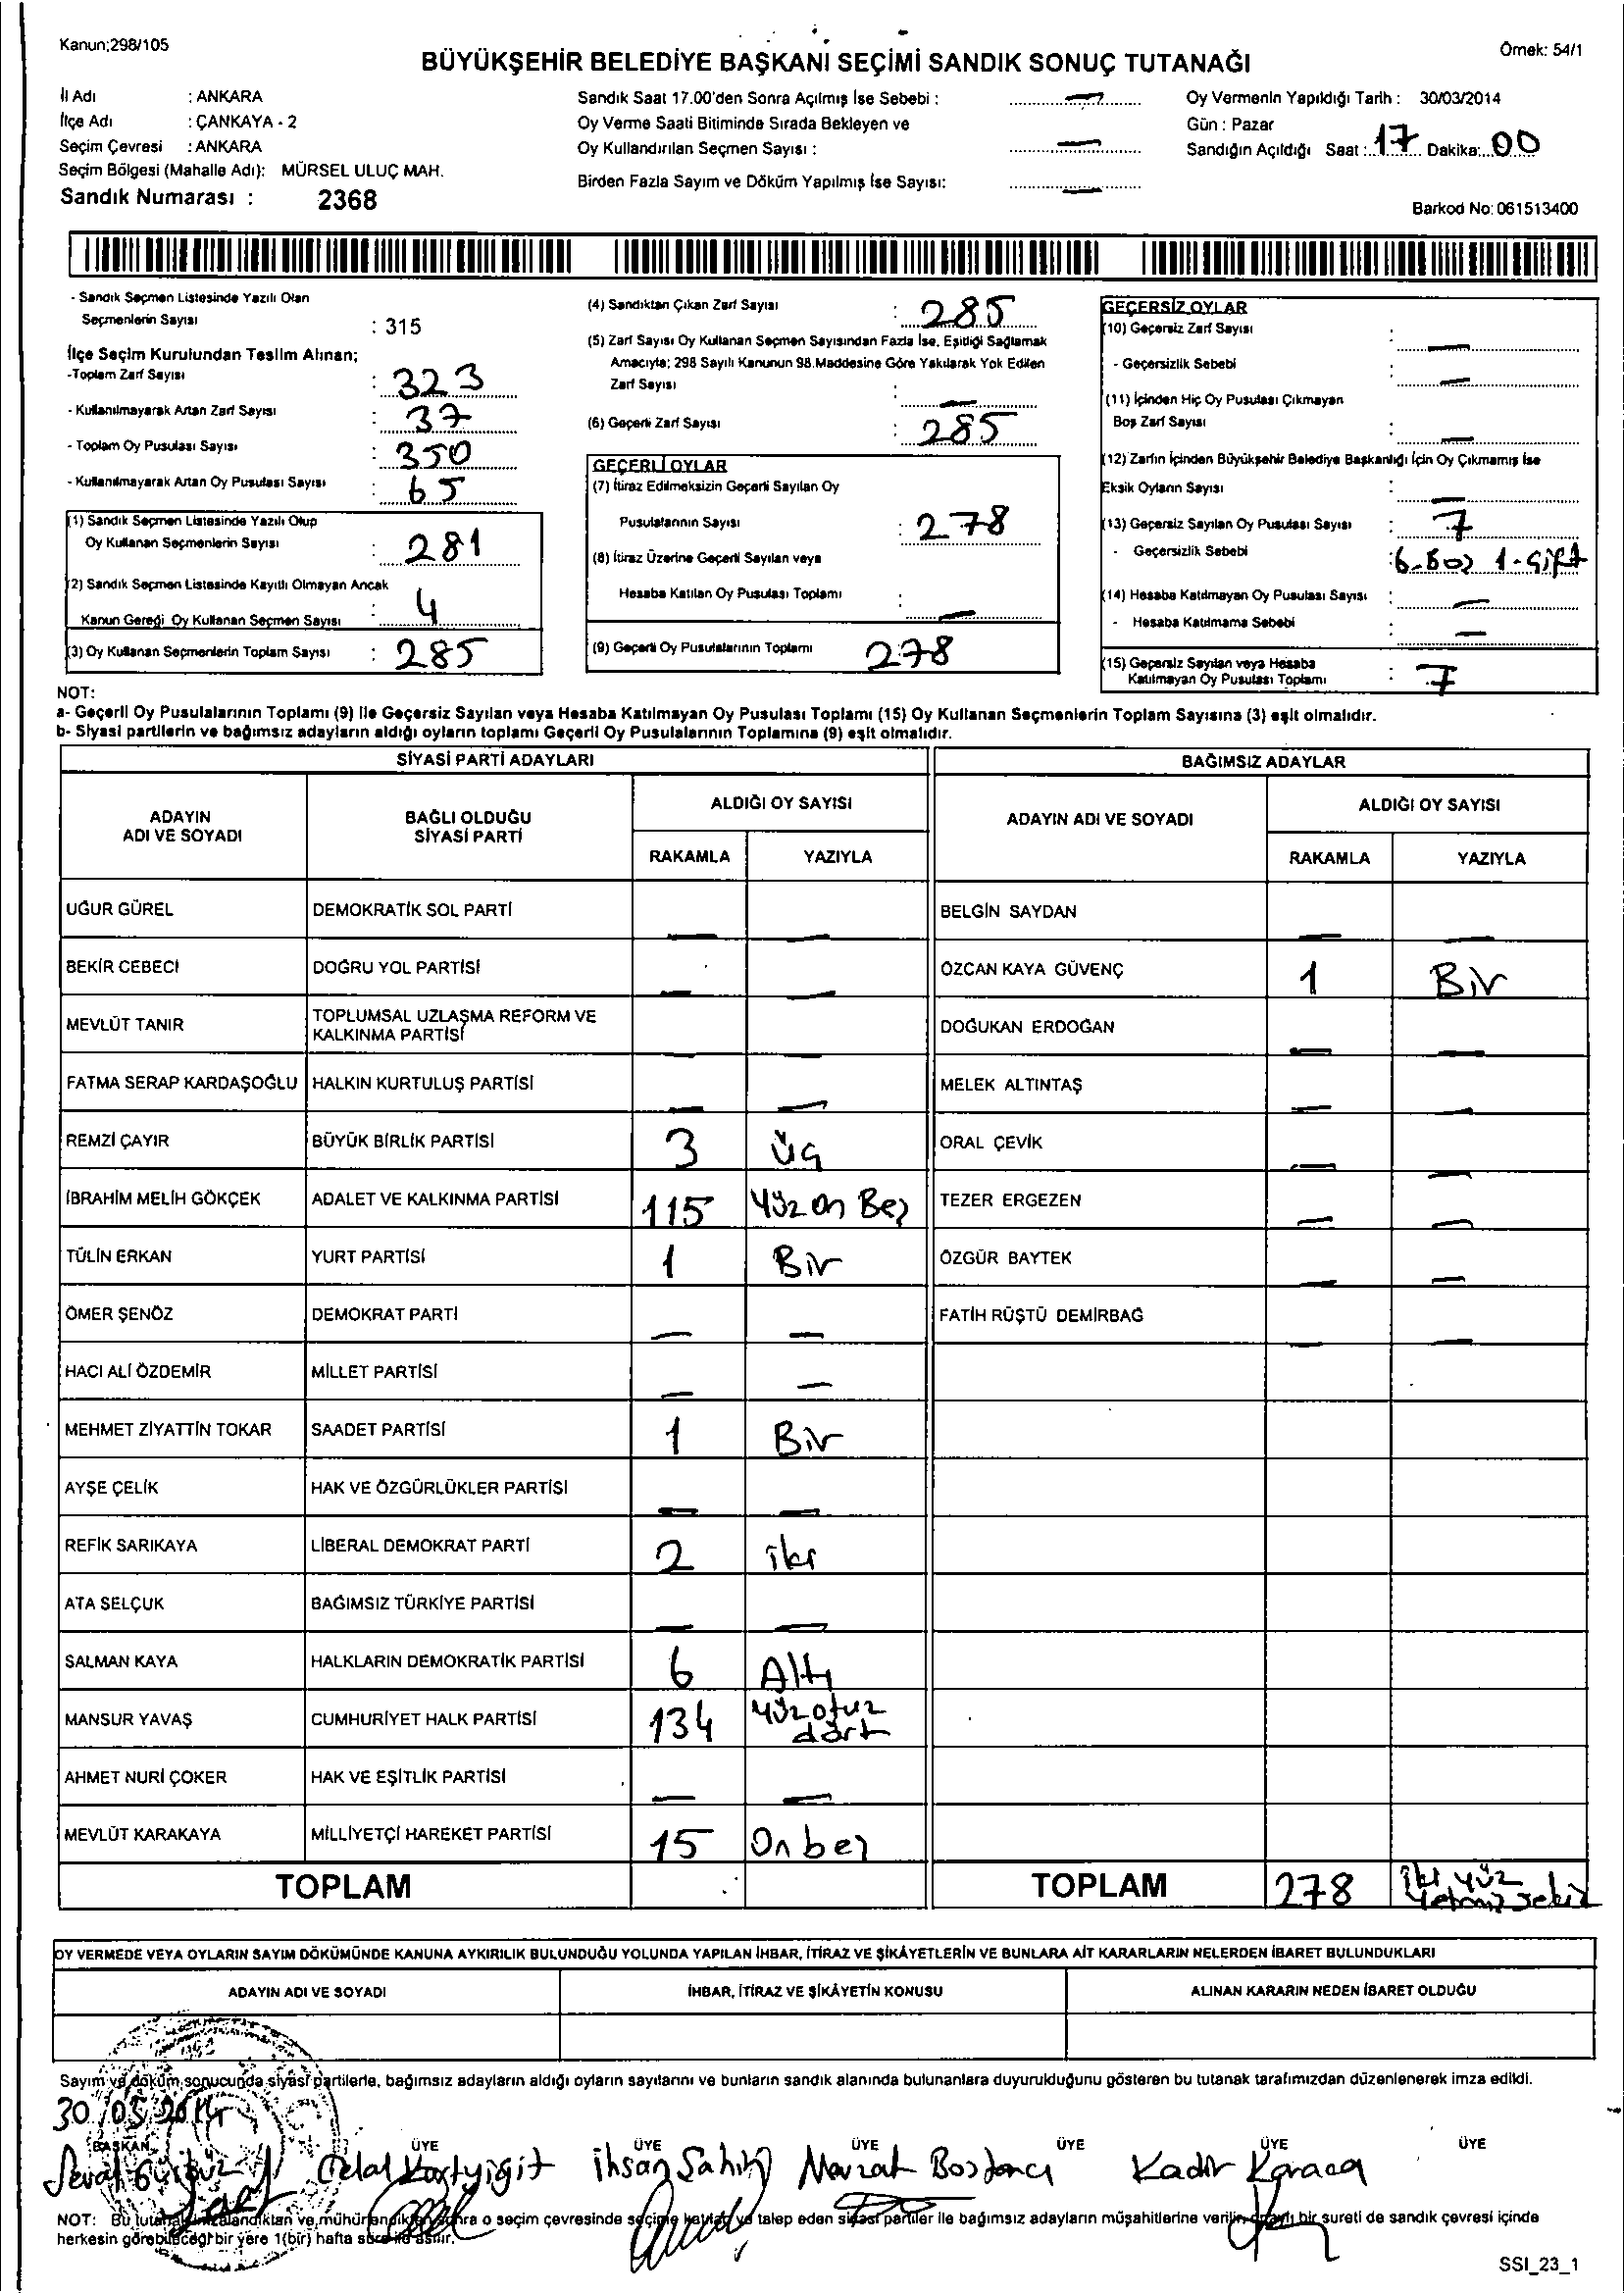 Kanun;298/105
Örnek: 54/1
BÜYÜKŞEHİR BELEDİYE BAŞKANI SEÇİMİ SANDIK SONUÇ TUTANAĞI
İl Adı : ANKARA
İlçe Adı : ÇANKAYA - 2
Seçim Çevresi : ANKARA
Seçim Bölgesi (Mahalle Adı): MÜRSEL ULUÇ MAH.
Sandık Numarası : 2368
Sandık Saat 17.00'den Sonra Açılmış İse Sebebi : —
Oy Verme Saati Bitiminde Sırada Bekleyen ve
Oy Kullandırılan Seçmen Sayısı : —
Birden Fazla Sayım ve Döküm Yapılmış İse Sayısı: —
Oy Vermenin Yapıldığı Tarih : 30/03/2014
Gün : Pazar
Sandığın Açıldığı Saat : 17 Dakika: 00
Barkod No: 061513400
- Sandık Seçmen Listesinde Yazılı Olan
Seçmenlerin Sayısı : 315
İlçe Seçim Kurulundan Teslim Alınan;
-Toplam Zarf Sayısı : 323
- Kullanılmayarak Artan Zarf Sayısı : 37
- Toplam Oy Pusulası Sayısı : 350
- Kullanılmayarak Artan Oy Pusulası Sayısı : 65
(1) Sandık Seçmen Listesinde Yazılı Olup
Oy Kullanan Seçmenlerin Sayısı : 281
(2) Sandık Seçmen Listesinde Kayıtlı Olmayan Ancak
Kanun Gereği Oy Kullanan Seçmen Sayısı : 4
(3) Oy Kullanan Seçmenlerin Toplam Sayısı : 285
(4) Sandıktan Çıkan Zarf Sayısı : 285
(5) Zarf Sayısı Oy Kullanan Seçmen Sayısından Fazla İse, Eşitliği Sağlamak
Amacıyla; 298 Sayılı Kanunun 98.Maddesine Göre Yakılarak Yok Edilen
Zarf Sayısı : —
(6) Geçerli Zarf Sayısı : 285
GEÇERLİ OYLAR
(7) İtiraz Edilmeksizin Geçerli Sayılan Oy
Pusulalarının Sayısı : 278
(8) İtiraz Üzerine Geçerli Sayılan veya
Hesaba Katılan Oy Pusulası Toplamı : —
(9) Geçerli Oy Pusulalarının Toplamı 278
GEÇERSİZ OYLAR
(10) Geçersiz Zarf Sayısı : —
- Geçersizlik Sebebi : —
(11) İçinden Hiç Oy Pusulası Çıkmayan
Boş Zarf Sayısı : —
(12) Zarfın İçinden Büyükşehir Belediye Başkanlığı İçin Oy Çıkmamış İse
Eksik Oyların Sayısı : —
(13) Geçersiz Sayılan Oy Pusulası Sayısı : 7
- Geçersizlik Sebebi : 6-Boş 1-Çift
(14) Hesaba Katılmayan Oy Pusulası Sayısı : —
- Hesaba Katılmama Sebebi : —
(15) Geçersiz Sayılan veya Hesaba
Katılmayan Oy Pusulası Toplamı : 7
NOT:
a- Geçerli Oy Pusulalarının Toplamı (9) ile Geçersiz Sayılan veya Hesaba Katılmayan Oy Pusulası Toplamı (15) Oy Kullanan Seçmenlerin Toplam Sayısına (3) eşit olmalıdır.
b- Siyasi partilerin ve bağımsız adayların aldığı oyların toplamı Geçerli Oy Pusulalarının Toplamına (9) eşit olmalıdır.
SİYASİ PARTİ ADAYLARI
ADAYIN
ADI VE SOYADI
BAĞLI OLDUĞU
SİYASİ PARTİ
ALDIĞI OY SAYISI
RAKAMLA YAZIYLA
UĞUR GÜREL DEMOKRATİK SOL PARTİ — —
BEKİR CEBECİ DOĞRU YOL PARTİSİ — —
MEVLÜT TANIR TOPLUMSAL UZLAŞMA REFORM VE
KALKINMA PARTİSİ — —
FATMA SERAP KARDAŞOĞLU HALKIN KURTULUŞ PARTİSİ — —
REMZİ ÇAYIR BÜYÜK BİRLİK PARTİSİ 3 Üç
İBRAHİM MELİH GÖKÇEK ADALET VE KALKINMA PARTİSİ 115 Yüz on Beş
TÜLİN ERKAN YURT PARTİSİ 1 Bir
ÖMER ŞENÖZ DEMOKRAT PARTİ — —
HACI ALİ ÖZDEMİR MİLLET PARTİSİ — —
MEHMET ZİYATTİN TOKAR SAADET PARTİSİ 1 Bir
AYŞE ÇELİK HAK VE ÖZGÜRLÜKLER PARTİSİ — —
REFİK SARIKAYA LİBERAL DEMOKRAT PARTİ 2 iki
ATA SELÇUK BAĞIMSIZ TÜRKİYE PARTİSİ — —
SALMAN KAYA HALKLARIN DEMOKRATİK PARTİSİ 6 Altı
MANSUR YAVAŞ CUMHURİYET HALK PARTİSİ 134 yüz otuz
dört
AHMET NURİ ÇOKER HAK VE EŞİTLİK PARTİSİ — —
MEVLÜT KARAKAYA MİLLİYETÇİ HAREKET PARTİSİ 15 On beş
TOPLAM
BAĞIMSIZ ADAYLAR
ADAYIN ADI VE SOYADI
ALDIĞI OY SAYISI
RAKAMLA YAZIYLA
BELGİN SAYDAN — —
ÖZCAN KAYA GÜVENÇ 1 Bir
DOĞUKAN ERDOĞAN — —
MELEK ALTINTAŞ — —
ORAL ÇEVİK — —
TEZER ERGEZEN — —
ÖZGÜR BAYTEK — —
FATİH RÜŞTÜ DEMİRBAĞ — —
TOPLAM 278 iki yüz
yetmiş sekiz
OY VERMEDE VEYA OYLARIN SAYIM DÖKÜMÜNDE KANUNA AYKIRILIK BULUNDUĞU YOLUNDA YAPILAN İHBAR, İTİRAZ VE ŞİKÂYETLERİN VE BUNLARA AİT KARARLARIN NELERDEN İBARET BULUNDUKLARI
ADAYIN ADI VE SOYADI İHBAR, İTİRAZ VE ŞİKÂYETİN KONUSU ALINAN KARARIN NEDEN İBARET OLDUĞU
Sayım ve döküm sonucunda siyasi partilerle, bağımsız adayların aldığı oyların sayılarını ve bunların sandık alanında bulunanlara duyurulduğunu gösteren bu tutanak tarafımızdan düzenlenerek imza edildi.
30/03/2014
BAŞKAN ÜYE ÜYE ÜYE ÜYE ÜYE ÜYE
Celal Kartyiğit ihsan Şahin Nevzat Bostancı Kadir Karaca
NOT: Bu tutanak imzalandıktan ve mühürlendikten sonra o seçim çevresinde seçime katılan ve talep eden siyasi partiler ile bağımsız adayların müşahitlerine verilir, onaylı bir sureti de sandık çevresi içinde
herkesin görebileceği bir yere 1(bir) hafta süre ile asılır.
SSI_23_1